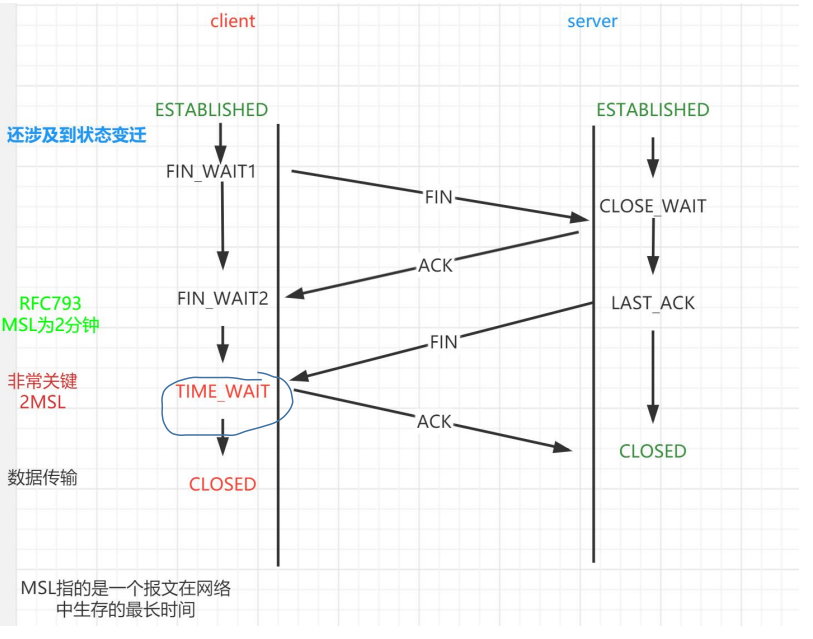 client
server
ESTABLISHED
ESTABLISHED
还涉及到状态变迁
FIN_WAIT1
FIN
CLOSE_WAIT
ACK
FIN_WAIT2
LAST_ACK
RFC793
MSL为2分钟
FIN
非常关键
2MSL
TIME_WAIT
ACK
CLOSED
数据传输
CLOSED
MSL指的是一个报文在网络
中生存的最长时间